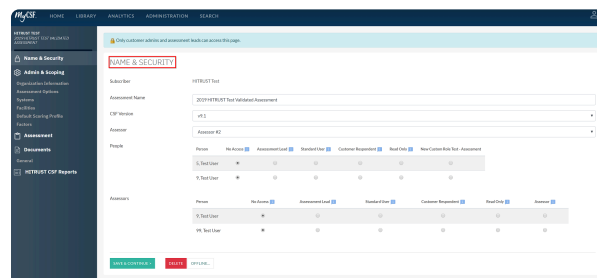 MyCSF.
HOME LIBRARY ANALYTICS ADMINISTRATION SEARCH
HITRUST TEST
2019 HITRUST TEST VALIDATED
ASSESSMENT
Name & Security
Admin & Scoping
Organization Information
Assessment Options
Systems
Facilities
Default Scoring Profile
Factors
Assessment
Documents
General
HITRUST CSF Reports
Only customer admins and assessment leads can access this page.
NAME & SECURITY
Subscriber HITRUST Test
Assessment Name 2019 HITRUST Test Validated Assessment
CSF Version v9.1
Assessor Assessor #2
People
Person No Access Assessment Lead Standard User Customer Respondent Read Only New Custom Role Test - Assessment
5, Test User
9, Test User
Assessors
Person No Access Assessment Lead Standard User Customer Respondent Read Only Assessor
9, Test User
99, Test User
SAVE & CONTINUE > DELETE OFFLINE...